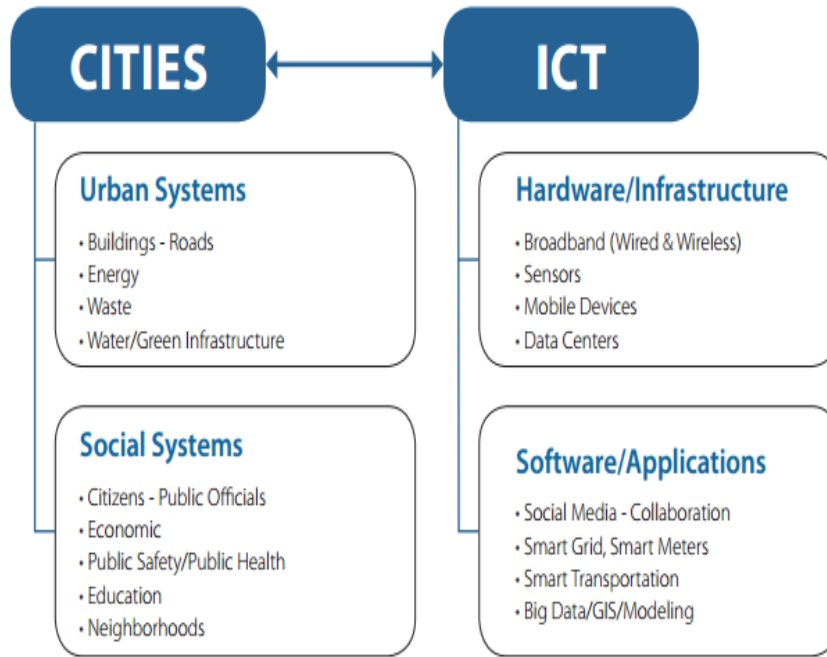 CITIES
ICT
Urban Systems
• Buildings - Roads
• Energy
• Waste
• Water/Green Infrastructure
Hardware/Infrastructure
• Broadband (Wired & Wireless)
• Sensors
• Mobile Devices
• Data Centers
Social Systems
• Citizens - Public Officials
• Economic
• Public Safety/Public Health
• Education
• Neighborhoods
Software/Applications
• Social Media - Collaboration
• Smart Grid, Smart Meters
• Smart Transportation
• Big Data/GIS/Modeling